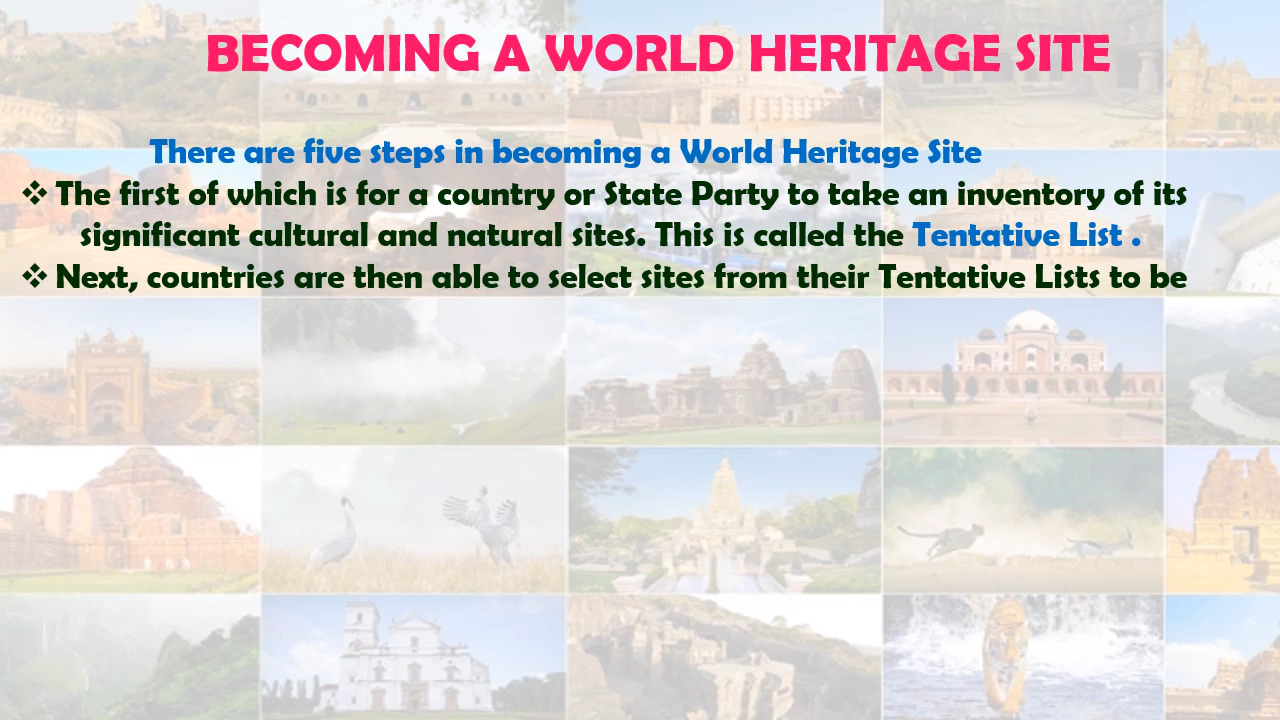 BECOMING A WORLD HERITAGE SITE
There are five steps in becoming a World Heritage Site
❖ The first of which is for a country or State Party to take an inventory of its
significant cultural and natural sites. This is called the Tentative List .
❖ Next, countries are then able to select sites from their Tentative Lists to be